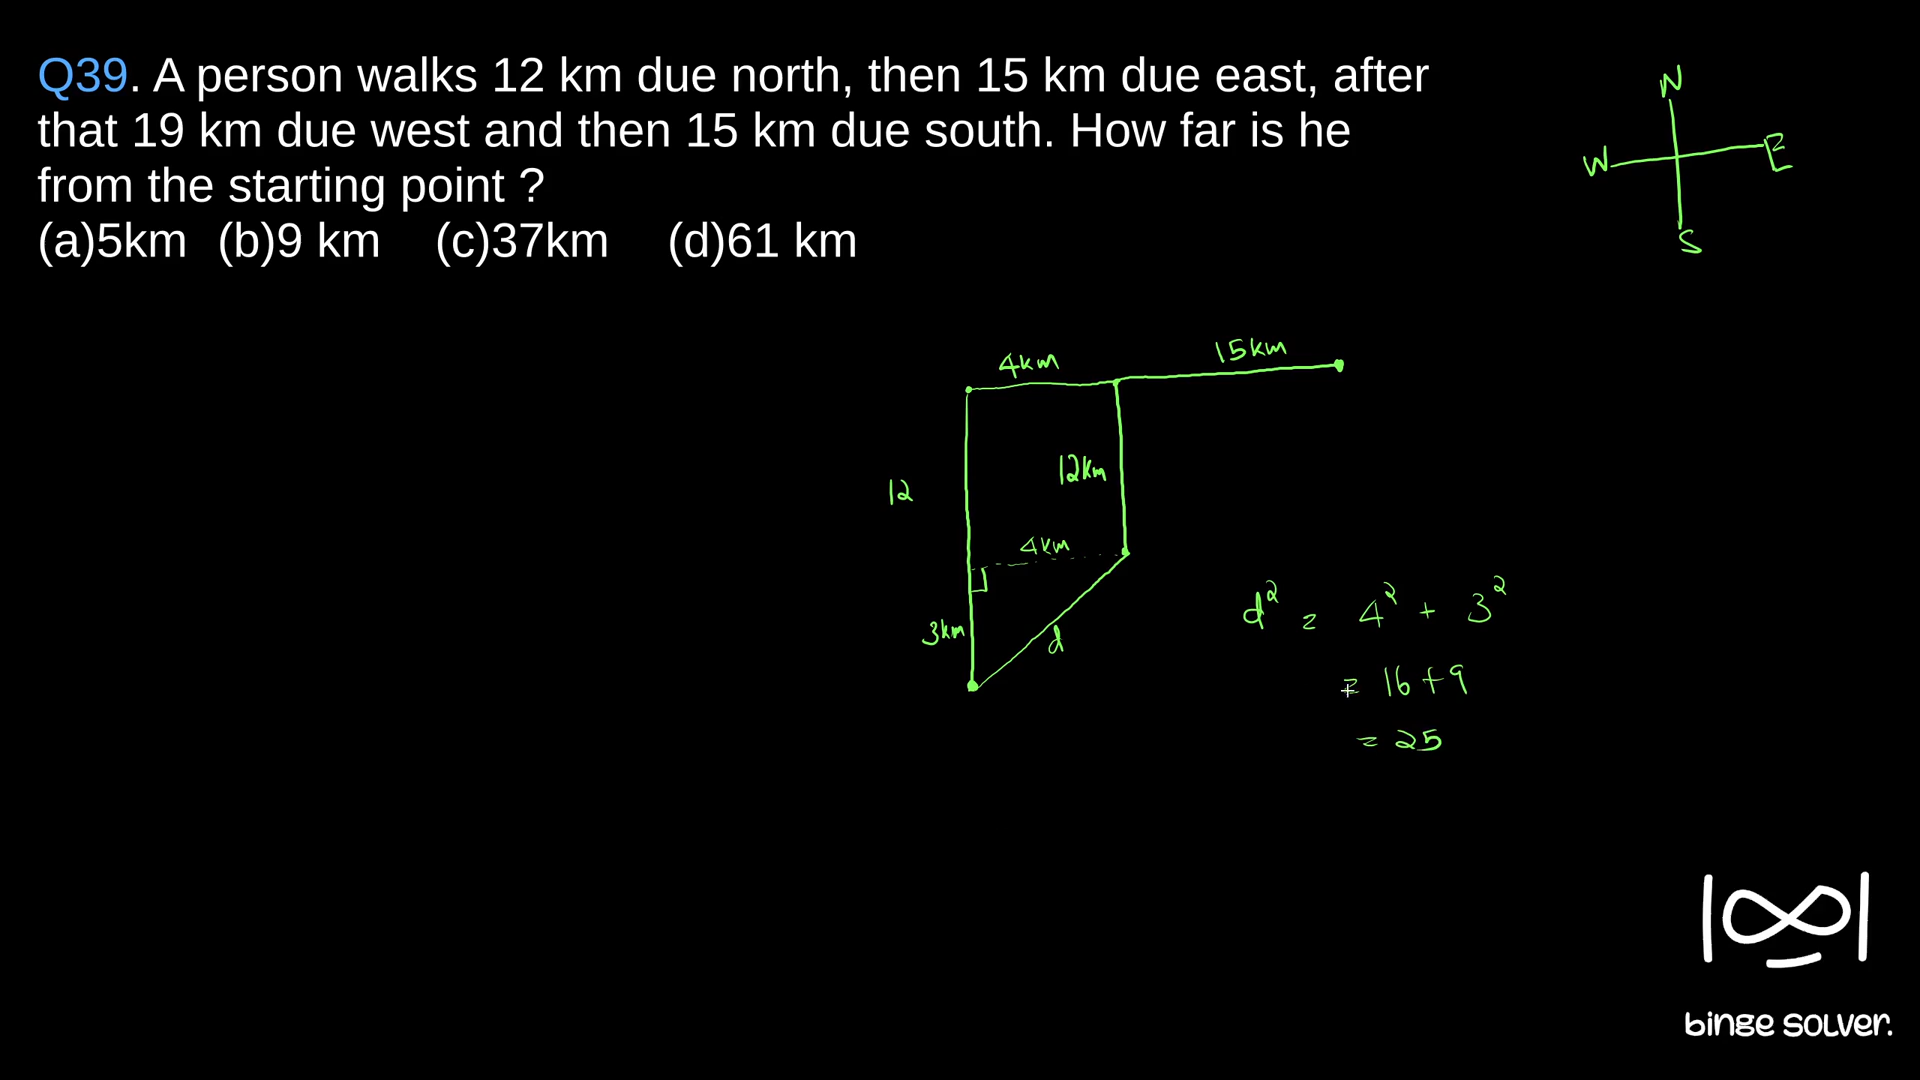 Q39. A person walks 12 km due north, then 15 km due east, after
that 19 km due west and then 15 km due south. How far is he
from the starting point ?
(a)5km (b)9 km (c)37km (d)61 km
N
W E
S
4km 15km
12km
12
4km
3km
d
d² = 4² + 3²
= 16+9
= 25
binge solver.